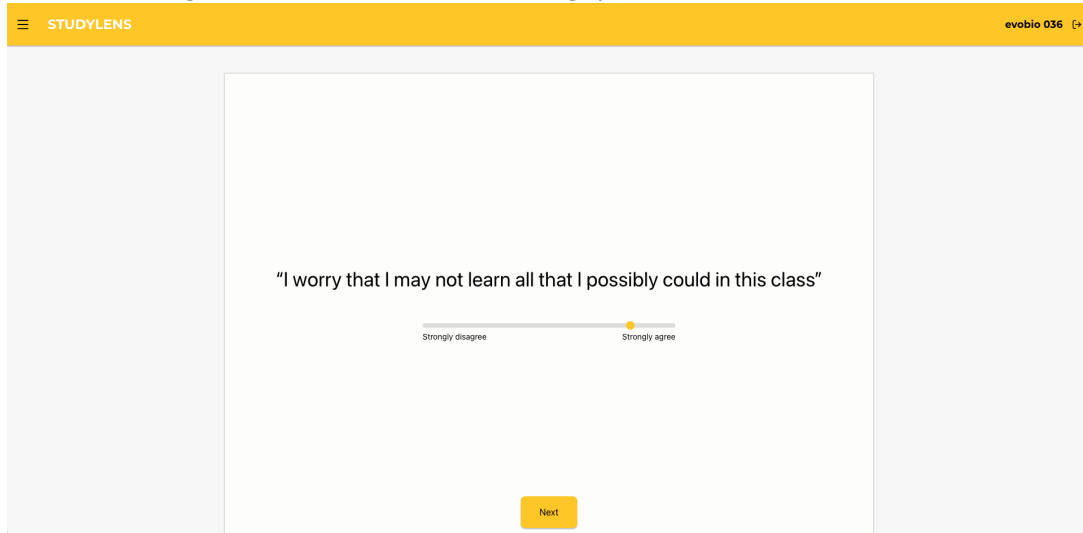 STUDYLENS
evobio 036
“I worry that I may not learn all that I possibly could in this class”
Strongly disagree
Strongly agree
Next